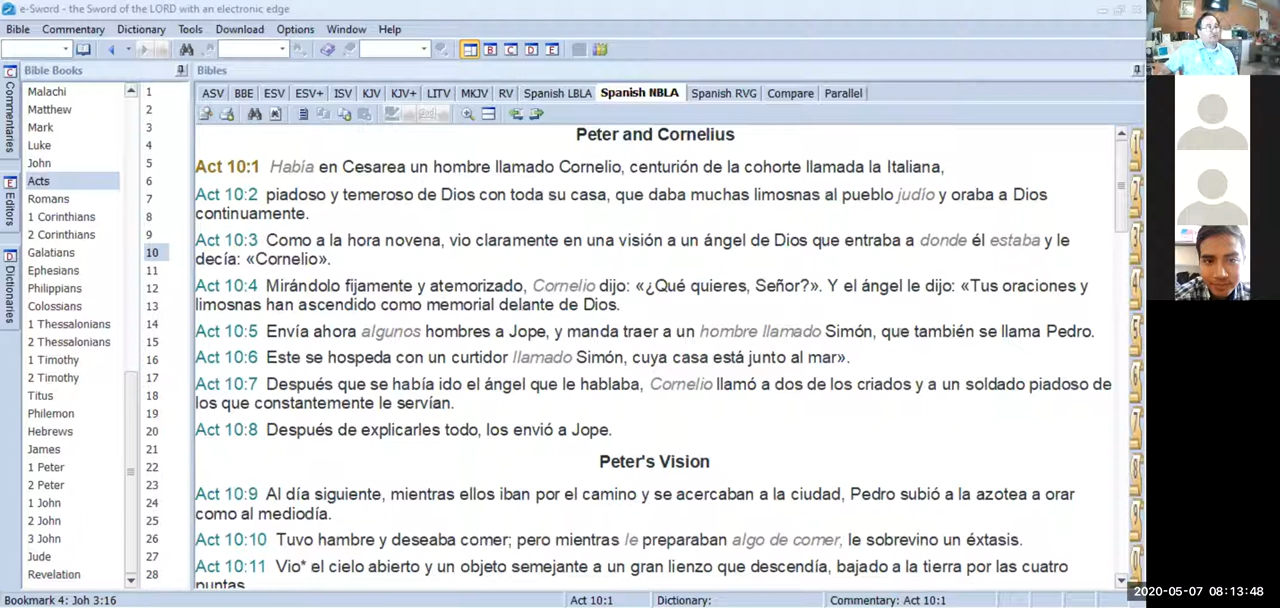 e-Sword - the Sword of the LORD with an electronic edge
Bible Commentary Dictionary Tools Options Download Window Help
Bible Books
Bibles
Commentaries
Editors
Dictionaries
Malachi
Matthew
Mark
Luke
John
Acts
Romans
1 Corinthians
2 Corinthians
Galatians
Ephesians
Philippians
Colossians
1 Thessalonians
2 Thessalonians
1 Timothy
2 Timothy
Titus
Philemon
Hebrews
James
1 Peter
2 Peter
1 John
2 John
3 John
Jude
Revelation
1
2
3
4
5
6
7
8
9
10
11
12
13
14
15
16
17
18
19
20
21
22
23
24
25
26
27
28
ASV BBE ESV ESV+ ISV KJV KJV+ LITV MKJV RV Spanish LBLA Spanish NBLA Spanish RVG Compare Parallel
Peter and Cornelius
Act 10:1 Había en Cesarea un hombre llamado Cornelio, centurión de la cohorte llamada la Italiana,
Act 10:2 piadoso y temeroso de Dios con toda su casa, que daba muchas limosnas al pueblo judío y oraba a Dios
continuamente.
Act 10:3 Como a la hora novena, vio claramente en una visión a un ángel de Dios que entraba a donde él estaba y le
decía: «Cornelio».
Act 10:4 Mirándolo fijamente y atemorizado, Cornelio dijo: «¿Qué quieres, Señor?». Y el ángel le dijo: «Tus oraciones y
limosnas han ascendido como memorial delante de Dios.
Act 10:5 Envía ahora algunos hombres a Jope, y manda traer a un hombre llamado Simón, que también se llama Pedro.
Act 10:6 Este se hospeda con un curtidor llamado Simón, cuya casa está junto al mar».
Act 10:7 Después que se había ido el ángel que le hablaba, Cornelio llamó a dos de los criados y a un soldado piadoso de
los que constantemente le servían.
Act 10:8 Después de explicarles todo, los envió a Jope.
Peter's Vision
Act 10:9 Al día siguiente, mientras ellos iban por el camino y se acercaban a la ciudad, Pedro subió a la azotea a orar
como al mediodía.
Act 10:10 Tuvo hambre y deseaba comer; pero mientras le preparaban algo de comer, le sobrevino un éxtasis.
Act 10:11 Vio* el cielo abierto y un objeto semejante a un gran lienzo que descendía, bajado a la tierra por las cuatro
puntas
Bookmark 4: Joh 3:16
Act 10:1
Dictionary:
Commentary: Act 10:1
2020-05-07 08:13:48